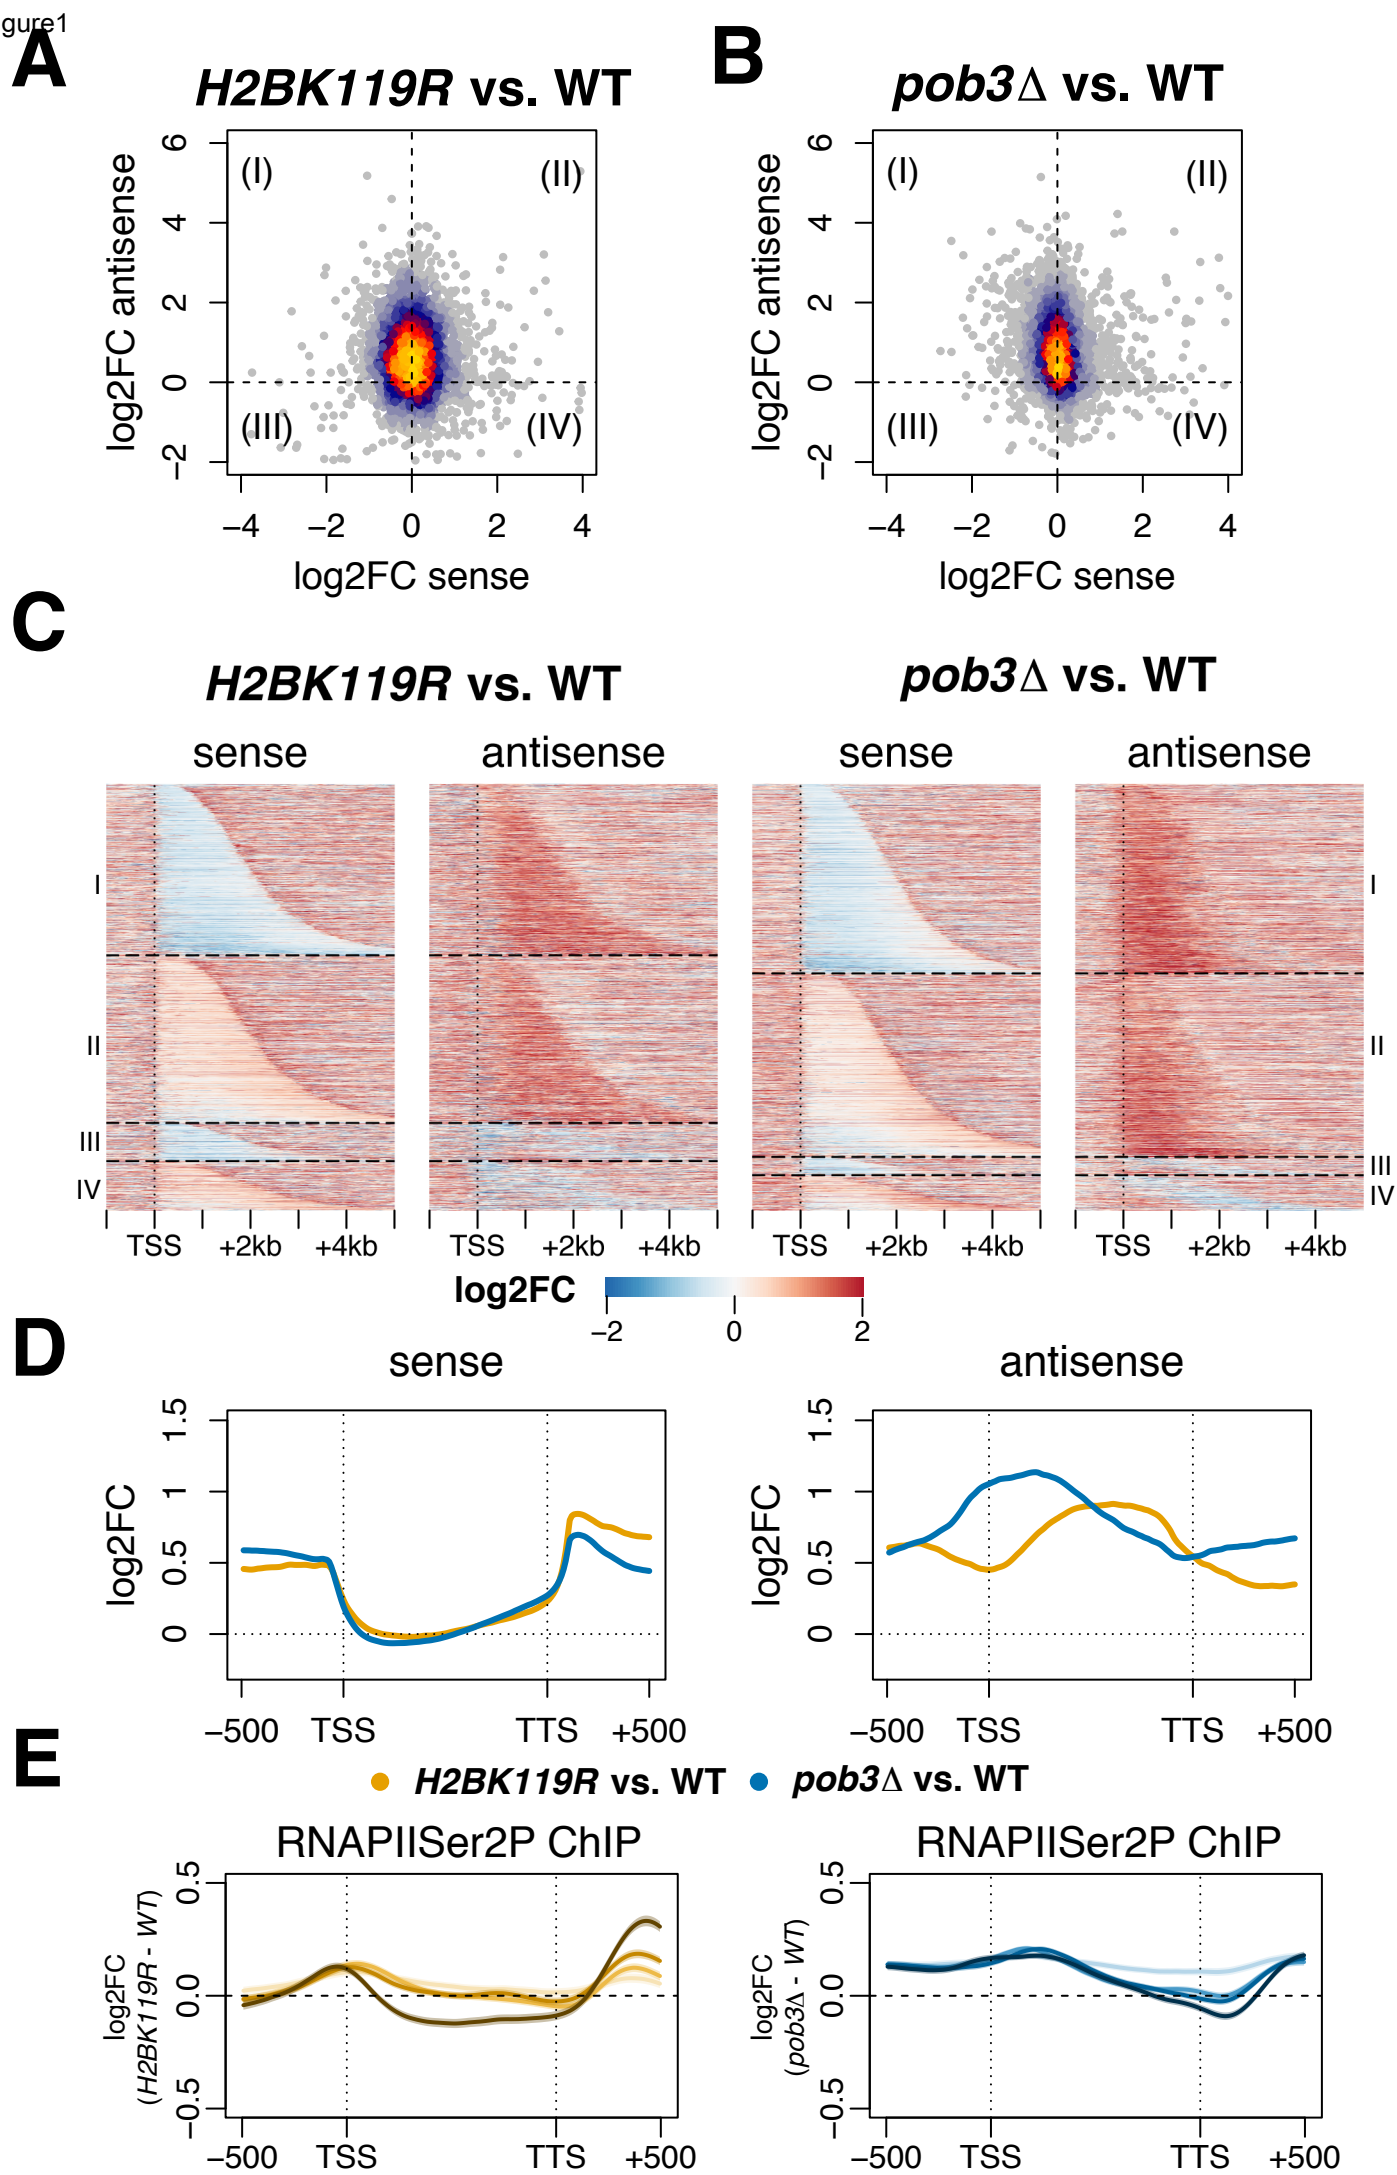 gure1
A
B
H2BK119R vs. WT
pob3Δ vs. WT
log2FC antisense
6
4
2
0
−2
(I)
(II)
(III)
(IV)
−4 −2 0 2 4
log2FC sense
log2FC antisense
6
4
2
0
−2
(I)
(II)
(III)
(IV)
−4 −2 0 2 4
log2FC sense
C
H2BK119R vs. WT
pob3Δ vs. WT
sense
antisense
sense
antisense
I
II
III
IV
I
II
III
IV
TSS +2kb +4kb
TSS +2kb +4kb
TSS +2kb +4kb
TSS +2kb +4kb
log2FC
−2 0 2
D
sense
antisense
log2FC
1.5
1
0.5
0
−500 TSS TTS +500
log2FC
1.5
1
0.5
0
−500 TSS TTS +500
H2BK119R vs. WT
pob3Δ vs. WT
E
RNAPIISer2P ChIP
RNAPIISer2P ChIP
log2FC
(H2BK119R - WT)
0.5
0.0
−0.5
−500 TSS TTS +500
log2FC
(pob3Δ - WT)
0.5
0.0
−0.5
−500 TSS TTS +500